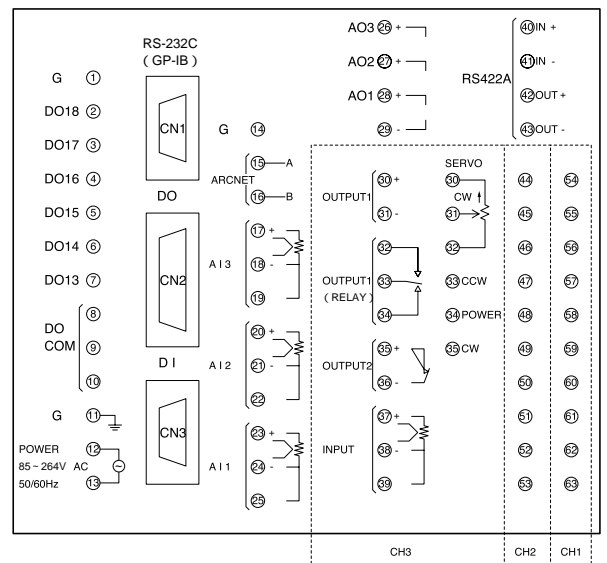 AO3 26 +
RS-232C
( GP-IB )
40 IN +
AO2 27 +
41 IN -
RS422A
G 1
AO1 28 +
42 OUT +
DO18 2
CN1
G 14
29 -
43 OUT -
DO17 3
15 A
ARCNET
16 B
SERVO
DO16 4
30 +
30
44
54
OUTPUT1
CW
DO
DO15 5
31 -
31
45
55
17 +
DO14 6
32
32
46
56
AI3
18 -
DO13 7
CN2
OUTPUT1
( RELAY )
33
33 CCW
47
57
19
8
34
34 POWER
48
58
DO
COM
20 +
9
35 +
35 CW
49
59
DI
AI2
21 -
OUTPUT2
10
36 -
50
60
22
G 11
37 +
51
61
CN3
23 +
POWER
85 ~ 264V AC
50/60Hz
12
INPUT
38 -
52
62
AI1
24 -
13
39
53
63
25
CH3
CH2
CH1